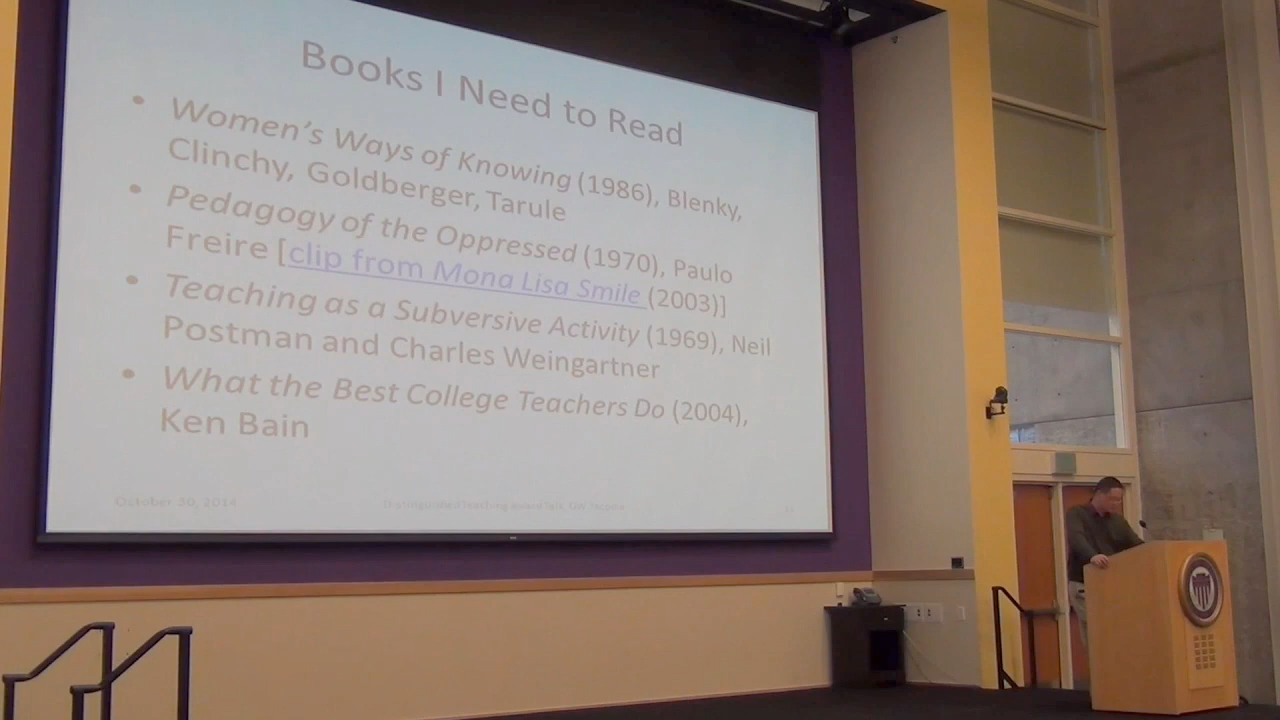 Books I Need to Read
• Women's Ways of Knowing (1986), Blenky,
Clinchy, Goldberger, Tarule
• Pedagogy of the Oppressed (1970), Paulo
Freire [clip from Mona Lisa Smile (2003)]
• Teaching as a Subversive Activity (1969), Neil
Postman and Charles Weingartner
• What the Best College Teachers Do (2004),
Ken Bain
October 20, 2014
Distinguished Teaching Award Talk, UW Tacoma